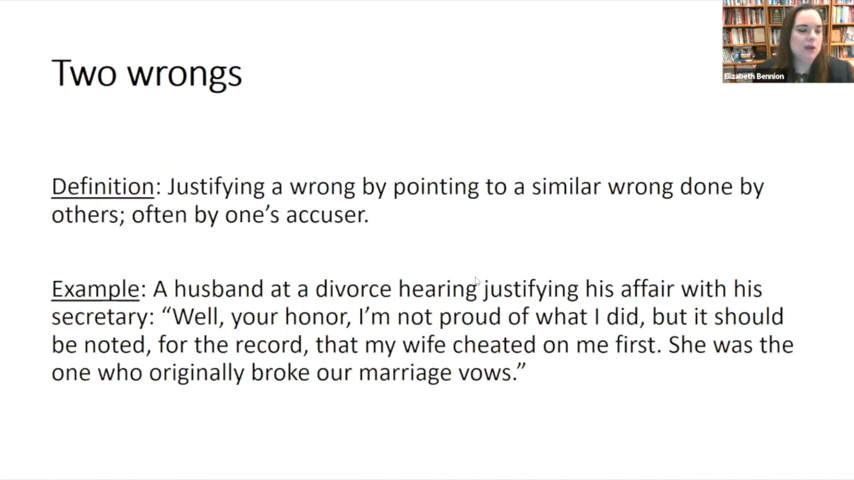 Two wrongs
Elizabeth Bennion
Definition: Justifying a wrong by pointing to a similar wrong done by
others; often by one’s accuser.
Example: A husband at a divorce hearing justifying his affair with his
secretary: “Well, your honor, I’m not proud of what I did, but it should
be noted, for the record, that my wife cheated on me first. She was the
one who originally broke our marriage vows.”